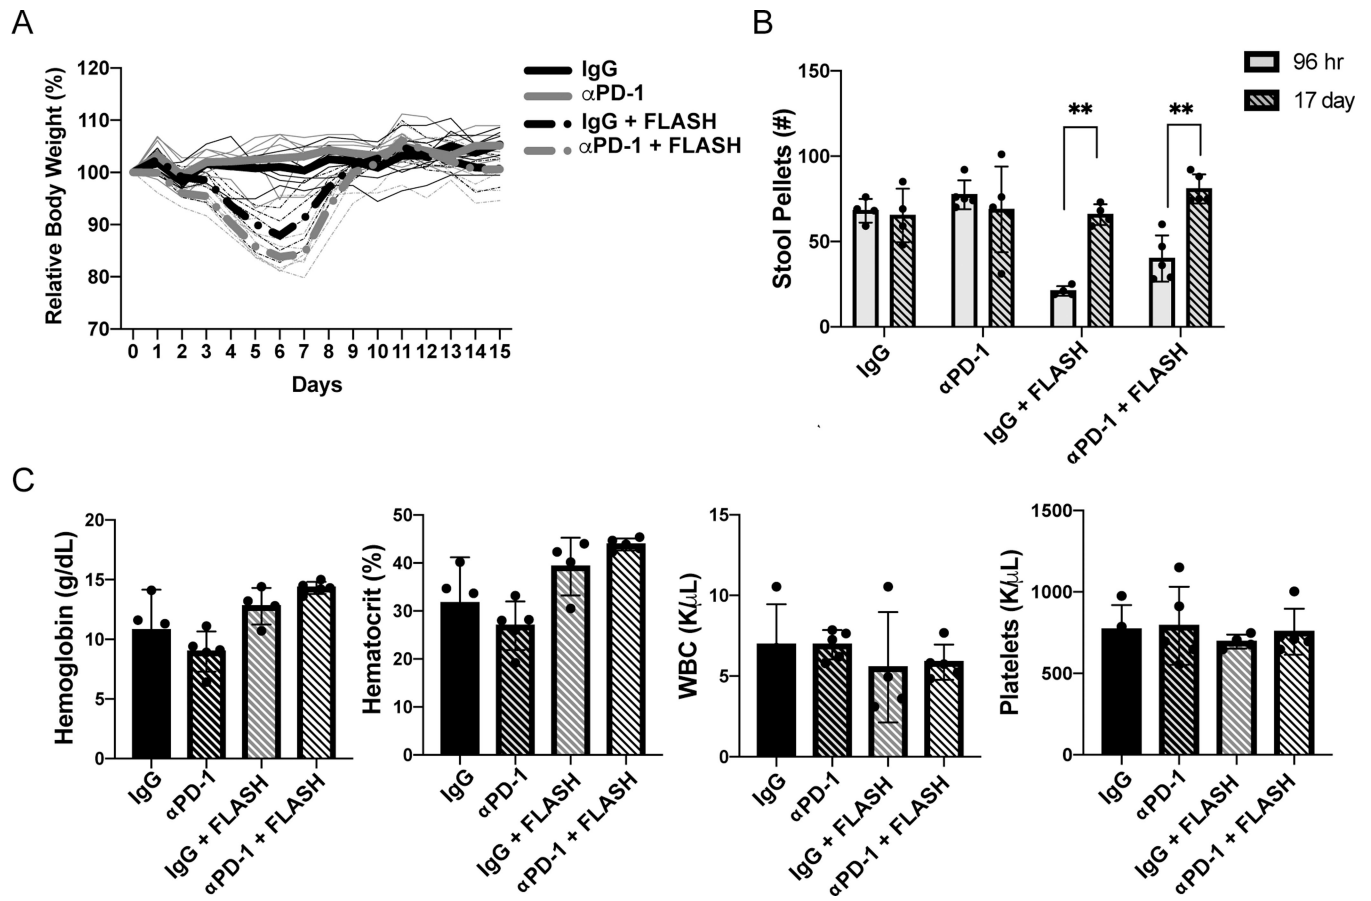 A
Relative Body Weight (%)
120
110
100
90
80
70
0 1 2 3 4 5 6 7 8 9 10 11 12 13 14 15
Days
IgG
αPD-1
IgG + FLASH
αPD-1 + FLASH
B
Stool Pellets (#)
150
100
50
0
** **
IgG
αPD-1
IgG + FLASH
αPD-1 + FLASH
96 hr
17 day
C
Hemoglobin (g/dL)
20
15
10
5
0
IgG
αPD-1
IgG + FLASH
αPD-1 + FLASH
Hematocrit (%)
50
40
30
20
10
0
IgG
αPD-1
IgG + FLASH
αPD-1 + FLASH
WBC (K/μL)
15
10
5
0
IgG
αPD-1
IgG + FLASH
αPD-1 + FLASH
Platelets (K/μL)
1500
1000
500
0
IgG
αPD-1
IgG + FLASH
αPD-1 + FLASH